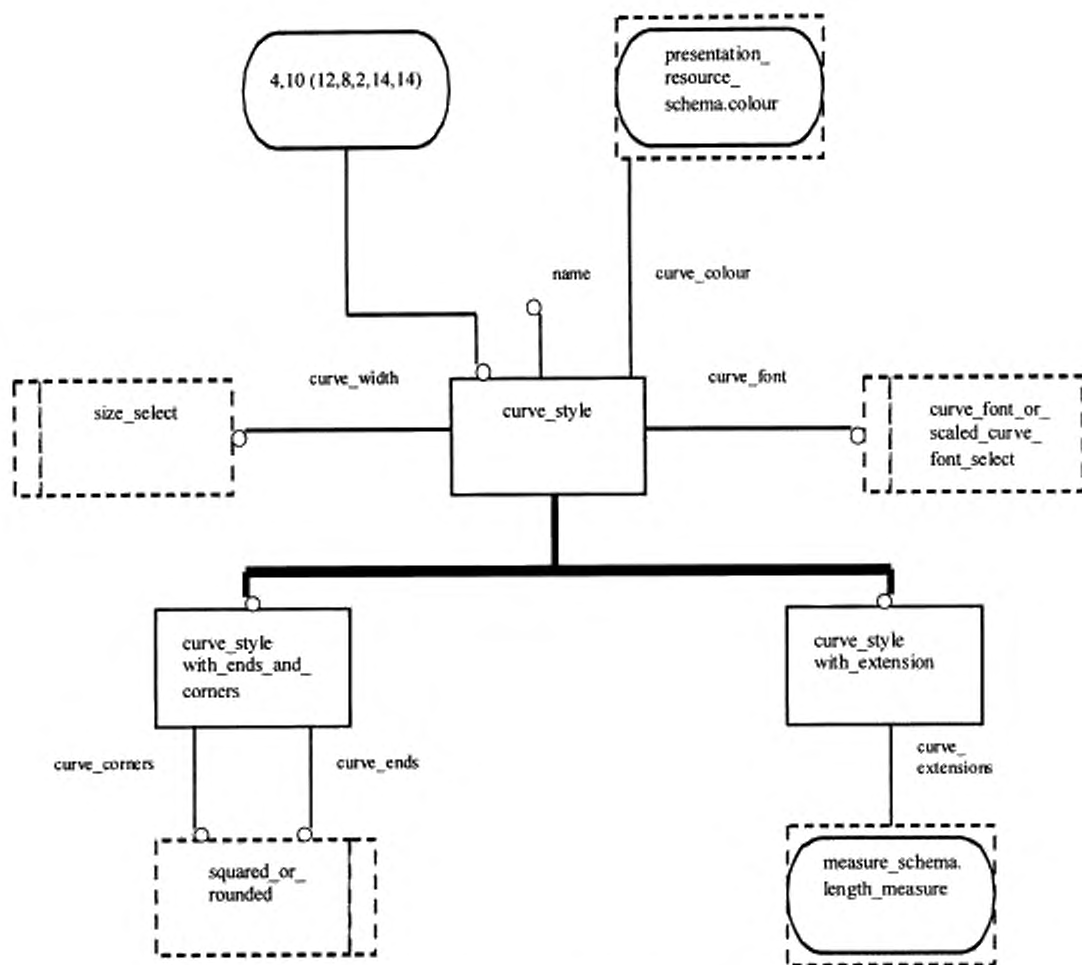 4,10 (12,8,2,14,14)
presentation_
resource_
schema.colour
name
curve_colour
curve_width
curve_font
size_select
curve_style
curve_font_or_
scaled_curve_
font_select
curve_style
with_ends_and_
corners
curve_style
with_extension
curve_corners
curve_ends
curve_
extensions
squared_or_
rounded
measure_schema.
length_measure